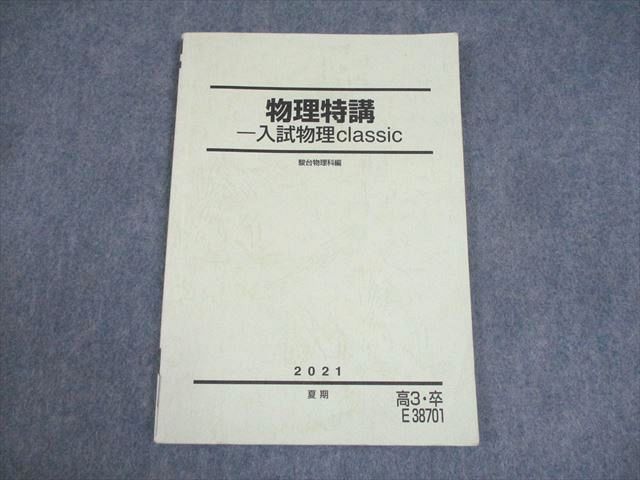 物理特講
―入試物理classic
駿台物理科編
2021
夏期
高3・卒
E38701